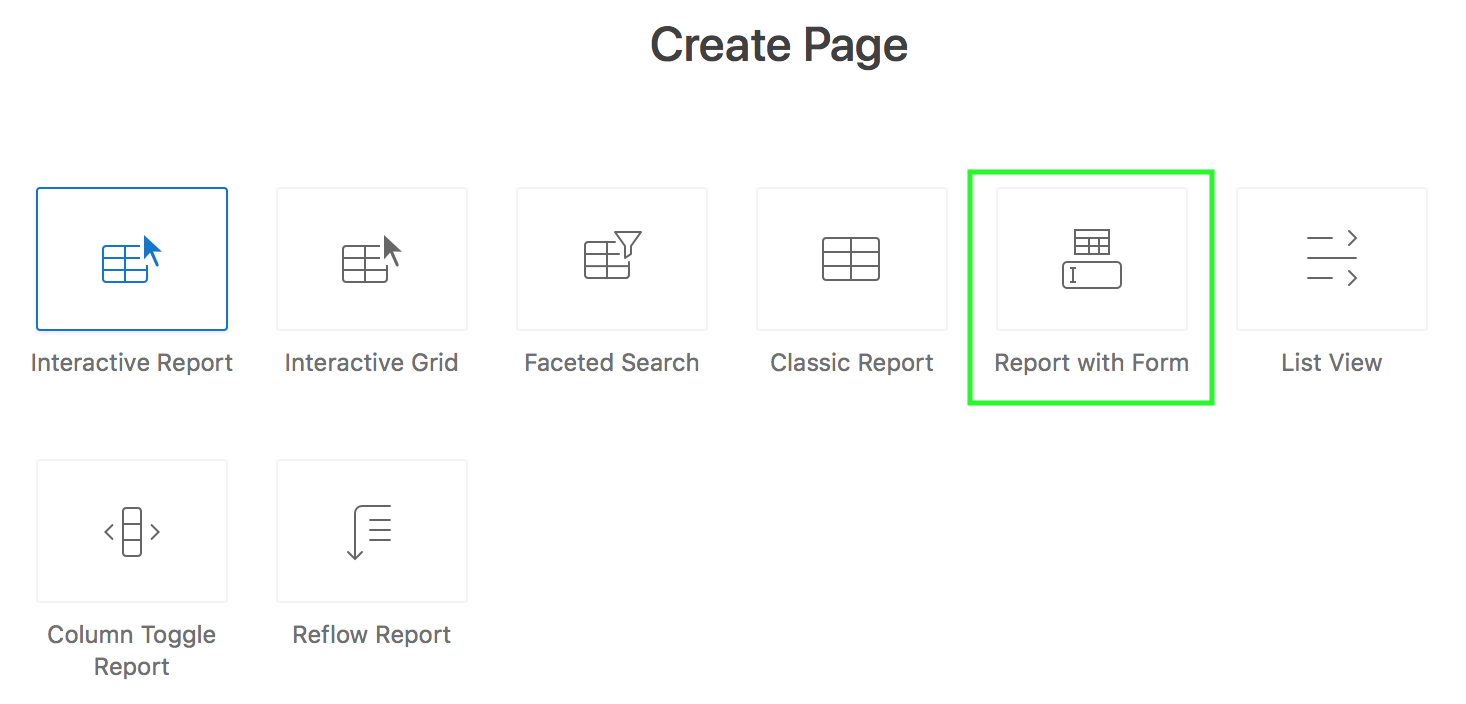 Create Page
Interactive Report
Interactive Grid
Faceted Search
Classic Report
Report with Form
List View
Column Toggle
Report
Reflow Report